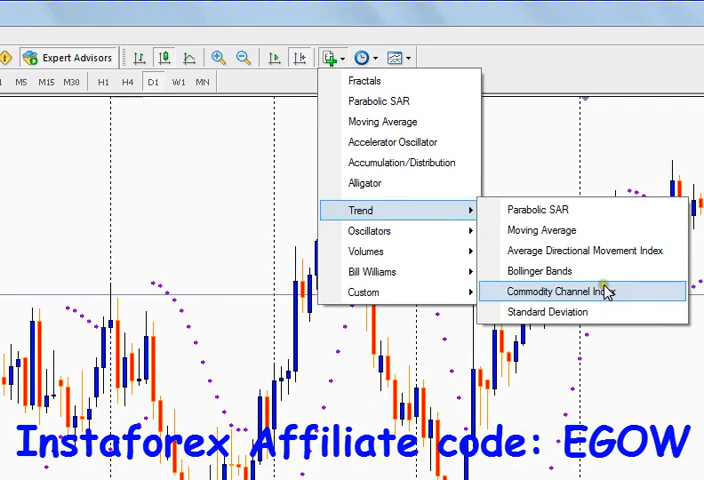 Expert Advisors
M5 M15 M30 H1 H4 D1 W1 MN
Fractals
Parabolic SAR
Moving Average
Accelerator Oscillator
Accumulation/Distribution
Alligator
Trend
Oscillators
Volumes
Bill Williams
Custom
Parabolic SAR
Moving Average
Average Directional Movement Index
Bollinger Bands
Commodity Channel Index
Standard Deviation
Instaforex Affiliate code: EGOW